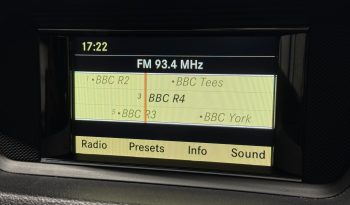 17:22
FM 93.4 MHz
1 •BBC R2 •BBC Tees
3 BBC R4
5 •BBC R3 •BBC York
Radio Presets Info Sound